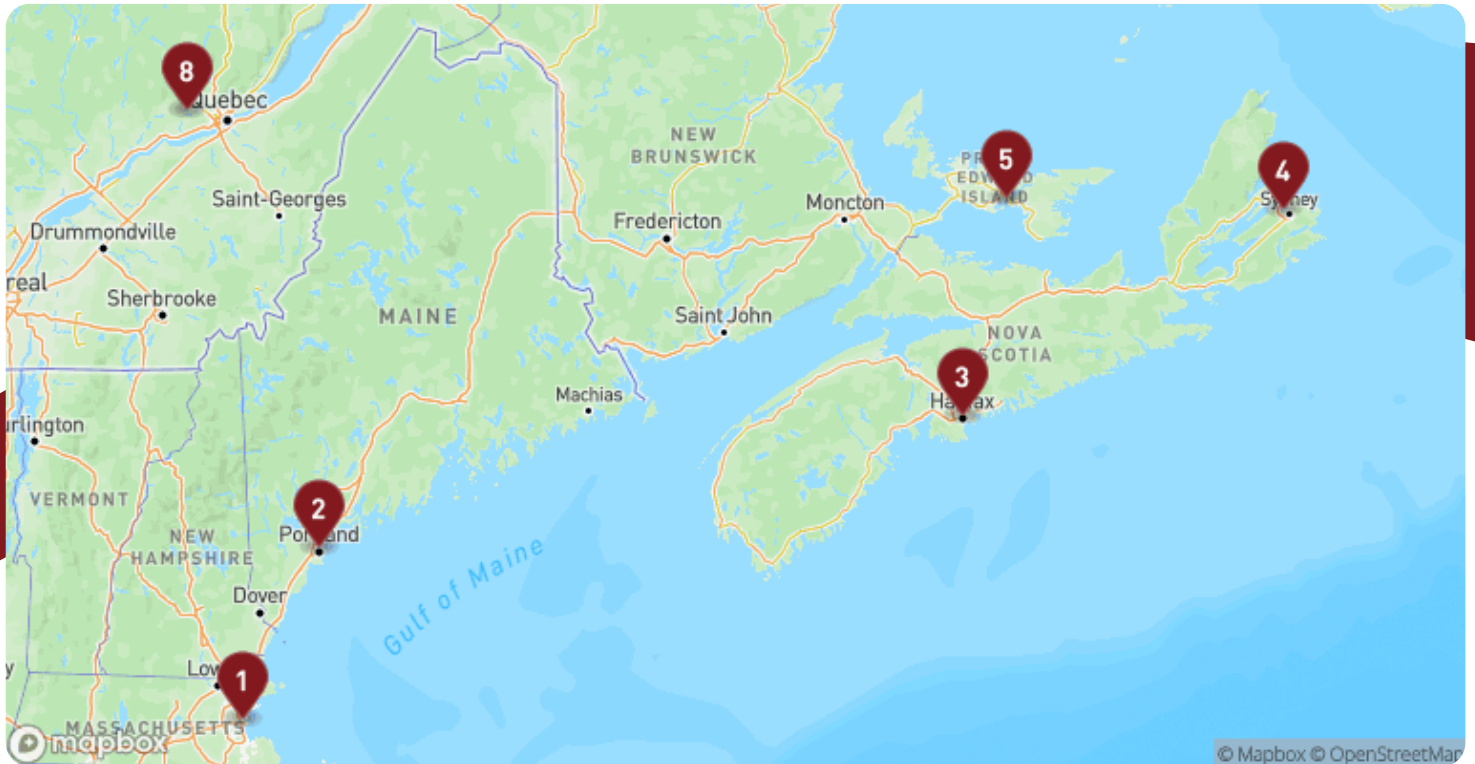 8
Quebec
NEW
BRUNSWICK
5
PR
EDW D
ISLAND
4
Sydney
Saint-Georges
Moncton
Fredericton
Drummondville
real
Sherbrooke
MAINE
Saint John
NOVA
SCOTIA
3
Halifax
Machias
urlington
VERMONT
2
Portland
NEW
HAMPSHIRE
Gulf of Maine
Dover
y
Low
1
MASSACHUSETTS
mapbox
© Mapbox © OpenStreetMap